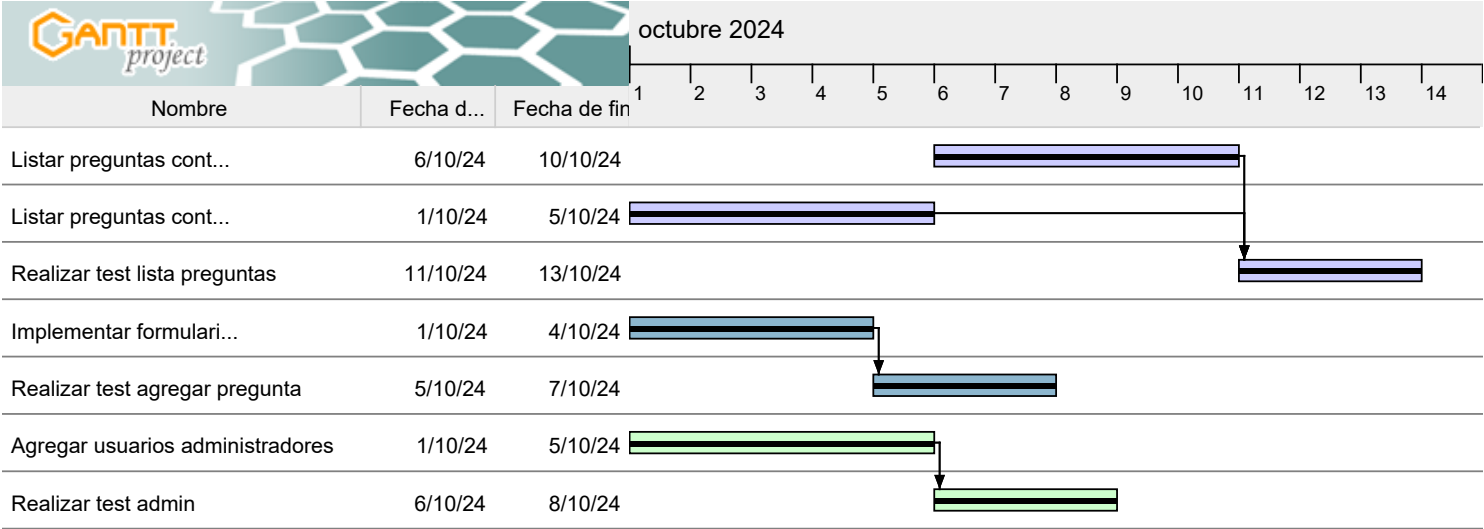 GANTT
project
octubre 2024
Nombre Fecha d... Fecha de fin
1 2 3 4 5 6 7 8 9 10 11 12 13 14
Listar preguntas cont... 6/10/24 10/10/24
Listar preguntas cont... 1/10/24 5/10/24
Realizar test lista preguntas 11/10/24 13/10/24
Implementar formulari... 1/10/24 4/10/24
Realizar test agregar pregunta 5/10/24 7/10/24
Agregar usuarios administradores 1/10/24 5/10/24
Realizar test admin 6/10/24 8/10/24